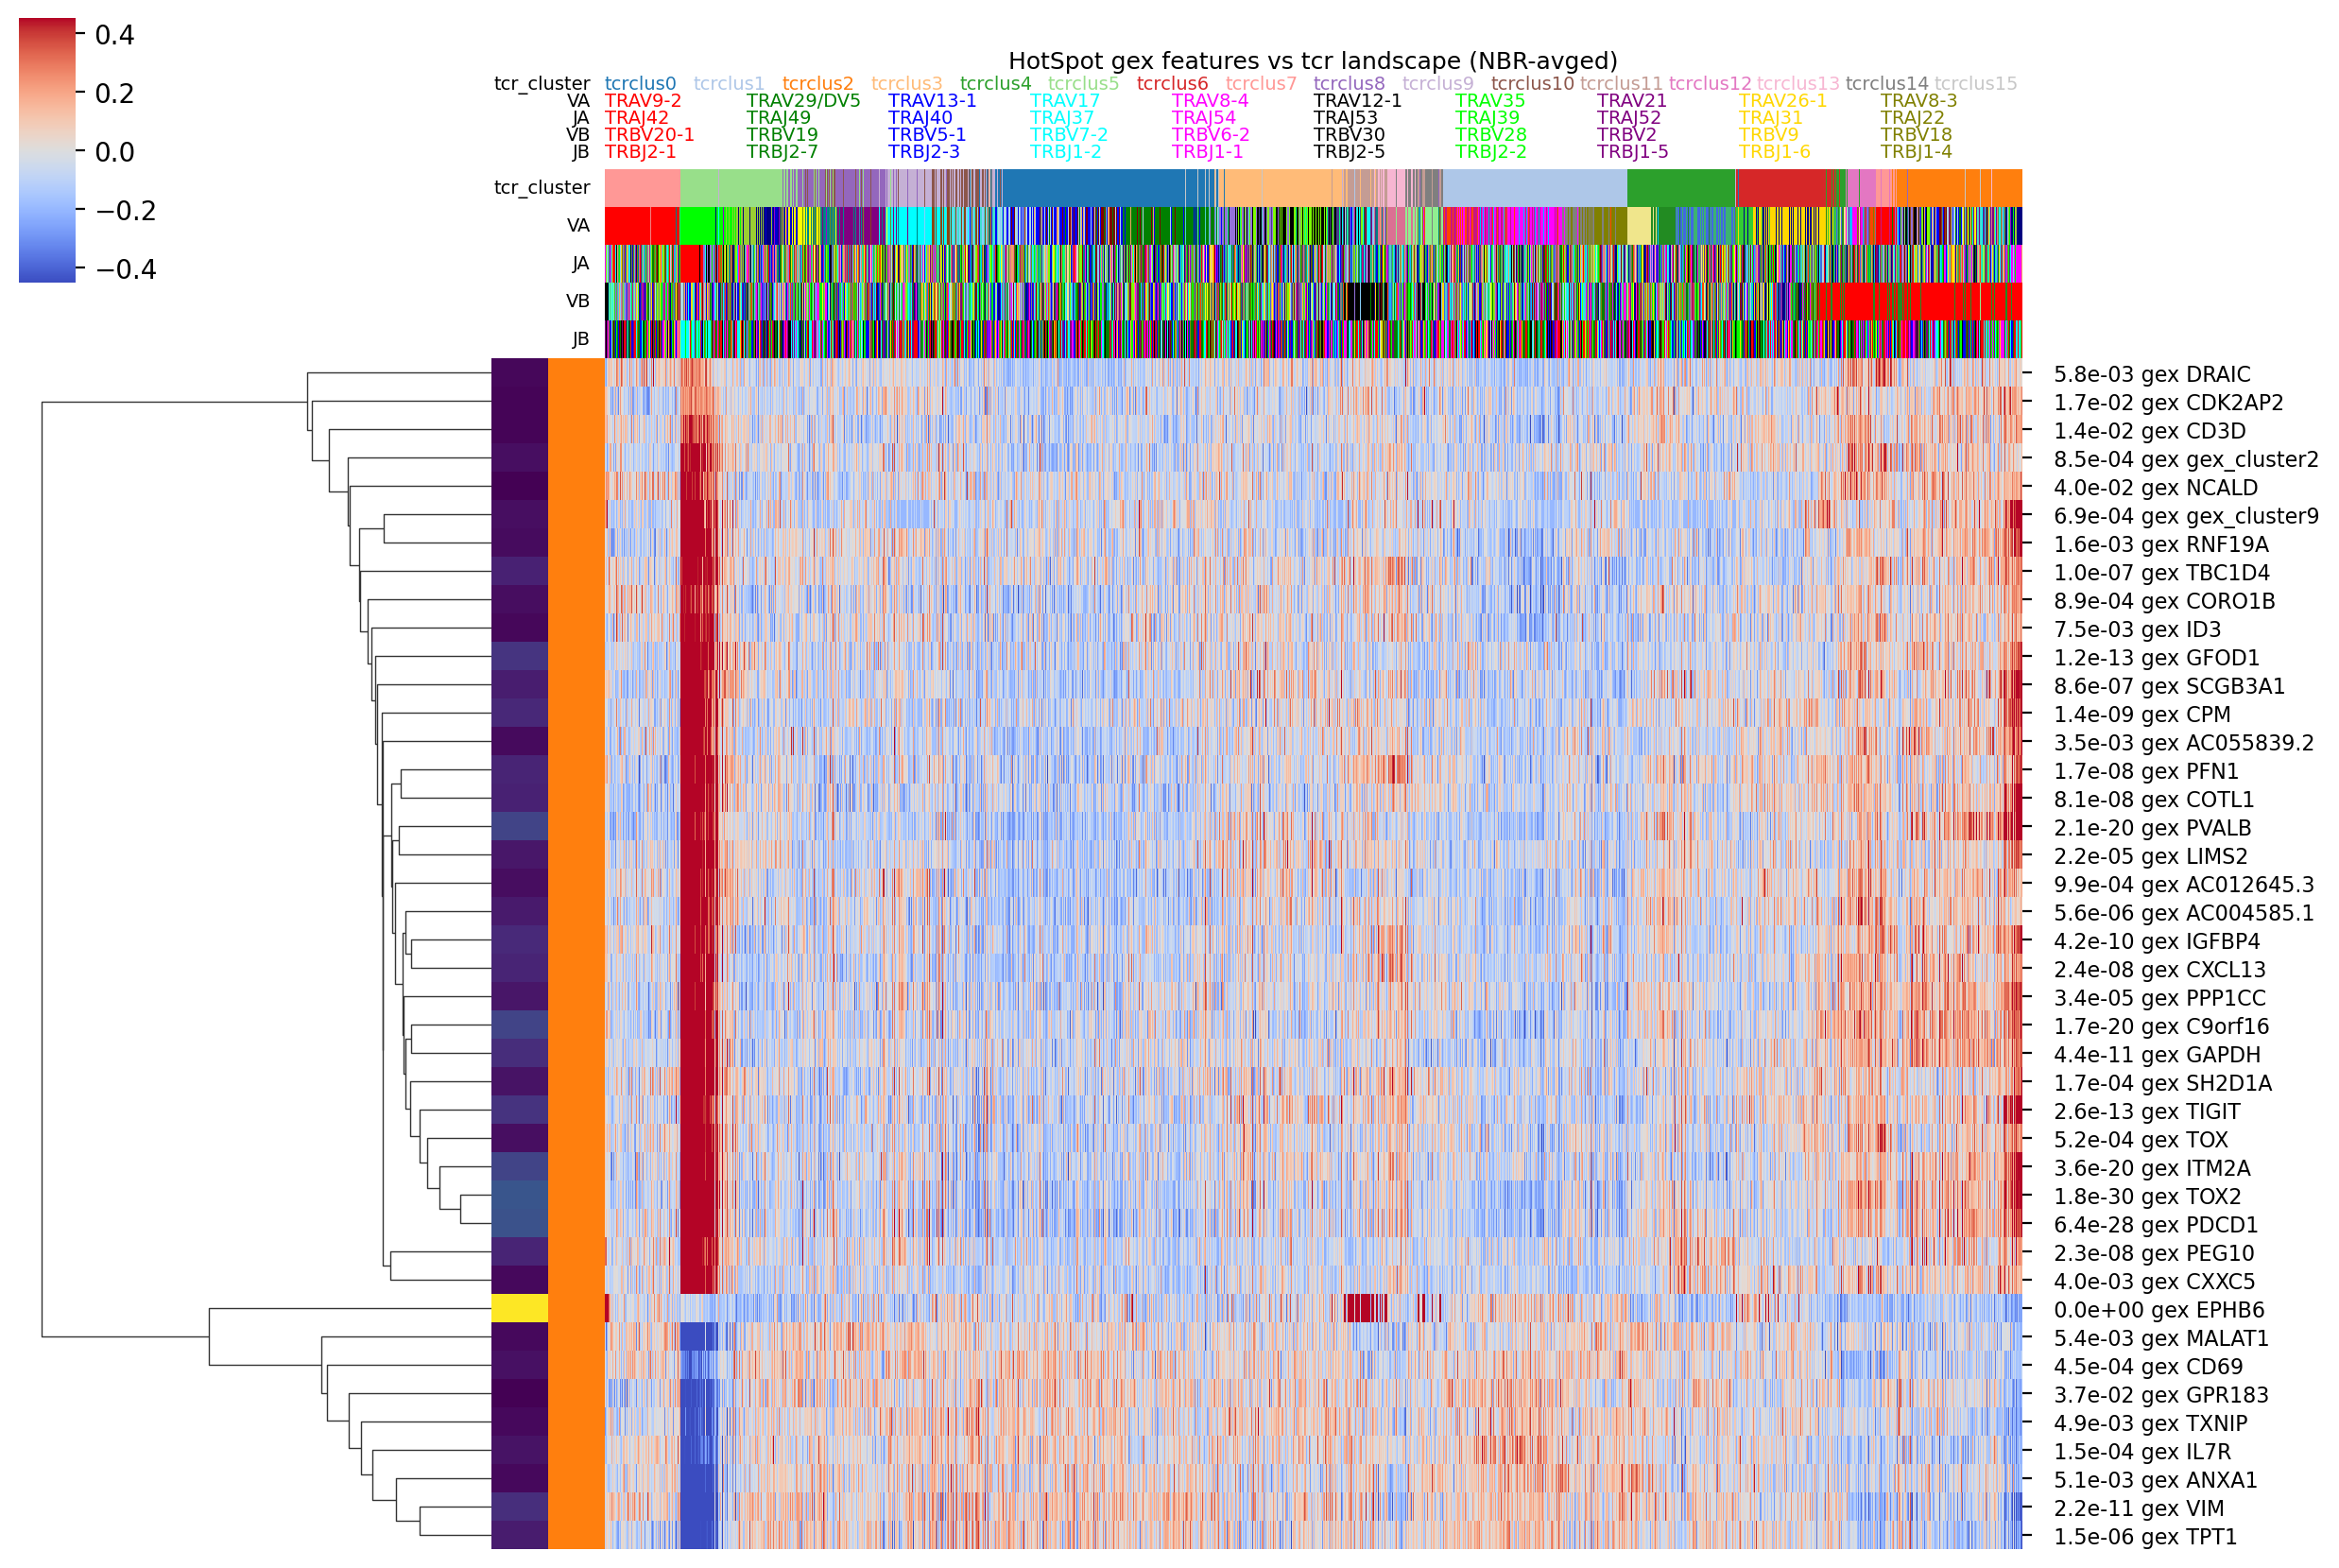 HotSpot gex features vs tcr landscape (NBR-avged)
0.4
0.2
0.0
−0.2
−0.4
tcr_cluster tcrclus0 tcrclus1 tcrclus2 tcrclus3 tcrclus4 tcrclus5 tcrclus6 tcrclus7 tcrclus8 tcrclus9 tcrclus10 tcrclus11 tcrclus12 tcrclus13 tcrclus14 tcrclus15
VA TRAV9-2 TRAV29/DV5 TRAV13-1 TRAV17 TRAV8-4 TRAV12-1 TRAV35 TRAV21 TRAV26-1 TRAV8-3
JA TRAJ42 TRAJ49 TRAJ40 TRAJ37 TRAJ54 TRAJ53 TRAJ39 TRAJ52 TRAJ31 TRAJ22
VB TRBV20-1 TRBV19 TRBV5-1 TRBV7-2 TRBV6-2 TRBV30 TRBV28 TRBV2 TRBV9 TRBV18
JB TRBJ2-1 TRBJ2-7 TRBJ2-3 TRBJ1-2 TRBJ1-1 TRBJ2-5 TRBJ2-2 TRBJ1-5 TRBJ1-6 TRBJ1-4
tcr_cluster
VA
JA
VB
JB
5.8e-03 gex DRAIC
1.7e-02 gex CDK2AP2
1.4e-02 gex CD3D
8.5e-04 gex gex_cluster2
4.0e-02 gex NCALD
6.9e-04 gex gex_cluster9
1.6e-03 gex RNF19A
1.0e-07 gex TBC1D4
8.9e-04 gex CORO1B
7.5e-03 gex ID3
1.2e-13 gex GFOD1
8.6e-07 gex SCGB3A1
1.4e-09 gex CPM
3.5e-03 gex AC055839.2
1.7e-08 gex PFN1
8.1e-08 gex COTL1
2.1e-20 gex PVALB
2.2e-05 gex LIMS2
9.9e-04 gex AC012645.3
5.6e-06 gex AC004585.1
4.2e-10 gex IGFBP4
2.4e-08 gex CXCL13
3.4e-05 gex PPP1CC
1.7e-20 gex C9orf16
4.4e-11 gex GAPDH
1.7e-04 gex SH2D1A
2.6e-13 gex TIGIT
5.2e-04 gex TOX
3.6e-20 gex ITM2A
1.8e-30 gex TOX2
6.4e-28 gex PDCD1
2.3e-08 gex PEG10
4.0e-03 gex CXXC5
0.0e+00 gex EPHB6
5.4e-03 gex MALAT1
4.5e-04 gex CD69
3.7e-02 gex GPR183
4.9e-03 gex TXNIP
1.5e-04 gex IL7R
5.1e-03 gex ANXA1
2.2e-11 gex VIM
1.5e-06 gex TPT1